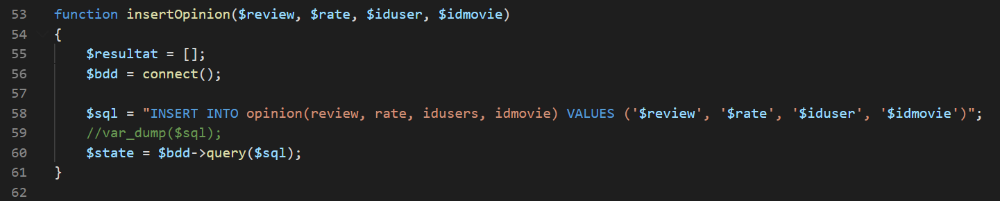 53 function insertOpinion($review, $rate, $iduser, $idmovie)
54 {
55     $resultat = [];
56     $bdd = connect();
57
58     $sql = "INSERT INTO opinion(review, rate, idusers, idmovie) VALUES ('$review', '$rate', '$iduser', '$idmovie')";
59     //var_dump($sql);
60     $state = $bdd->query($sql);
61 }
62